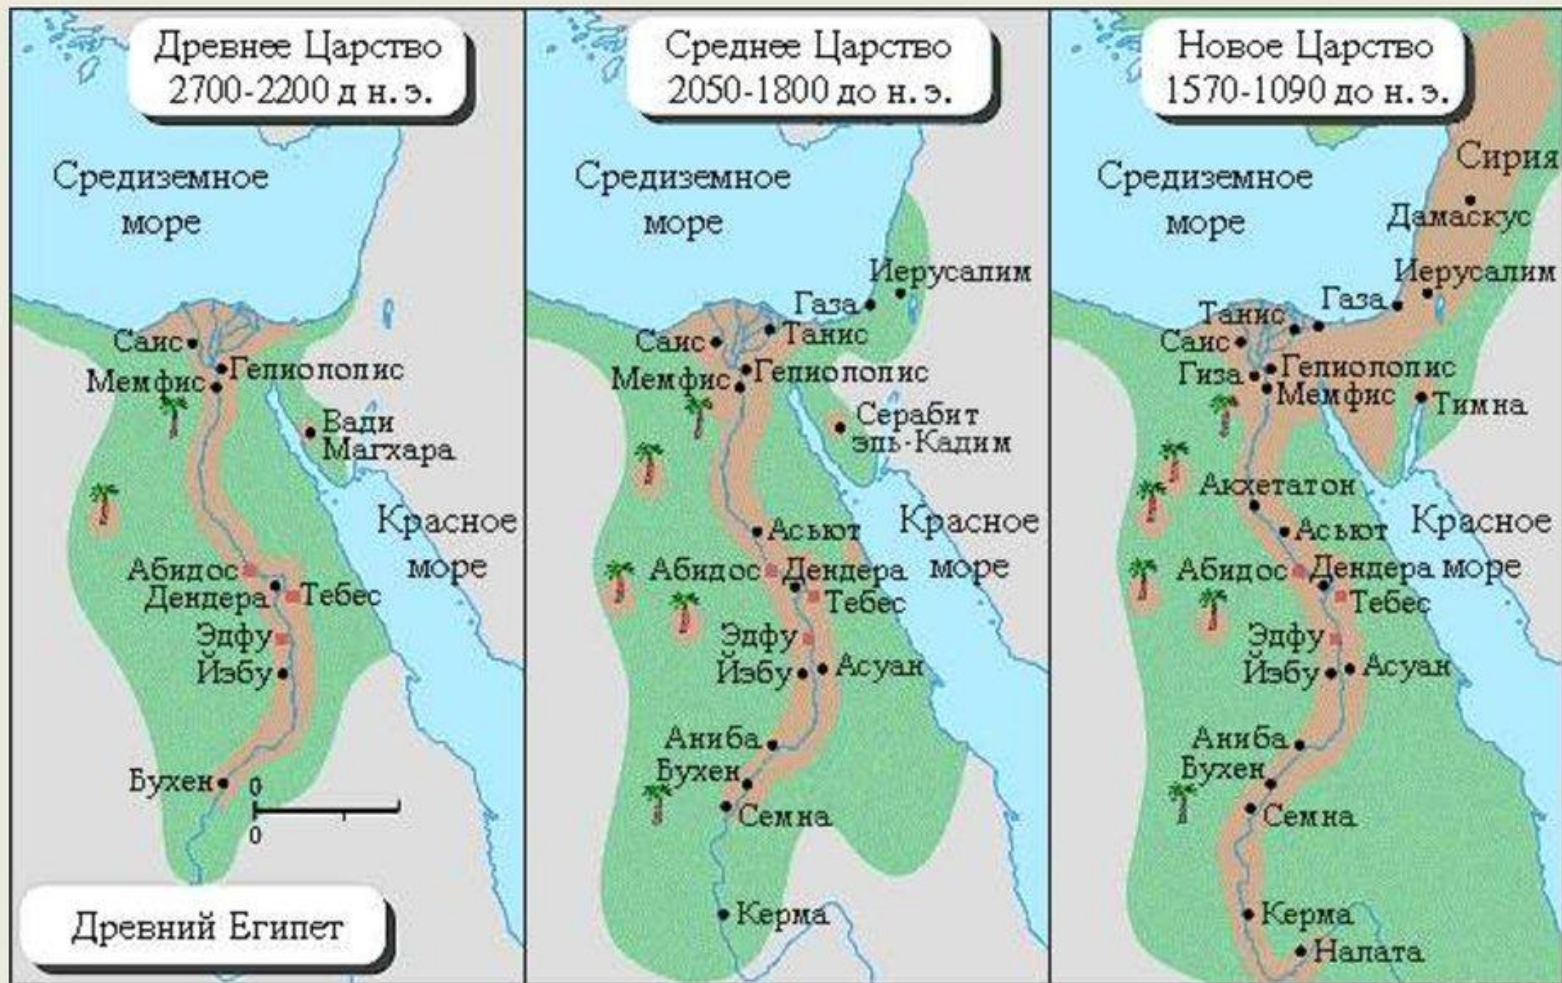 Древнее Царство
2700-2200 д н. э.
Средиземное
море
Саис
Гелиополис
Мемфис
Вади
Магхара
Красное
море
Абидос
Дендера
Тебес
Эдфу
Йэбу
Бухен
0
0
Древний Египет
Среднее Царство
2050-1800 до н. э.
Средиземное
море
Иерусалим
Газа
Танис
Саис
Гелиополис
Мемфис
Серабит
эль-Кадим
Красное
море
Асьют
Абидос
Дендера
Тебес
Эдфу
Йэбу
Асуан
Аниба
Бухен
Семна
Керма
Новое Царство
1570-1090 до н. э.
Средиземное
море
Сирия
Дамаскус
Иерусалим
Газа
Танис
Саис
Гелиополис
Гиза
Мемфис
Тимна
Акхетатон
Асьют
Красное
море
Абидос
Дендера
Тебес
Эдфу
Йэбу
Асуан
Аниба
Бухен
Семна
Керма
Налата